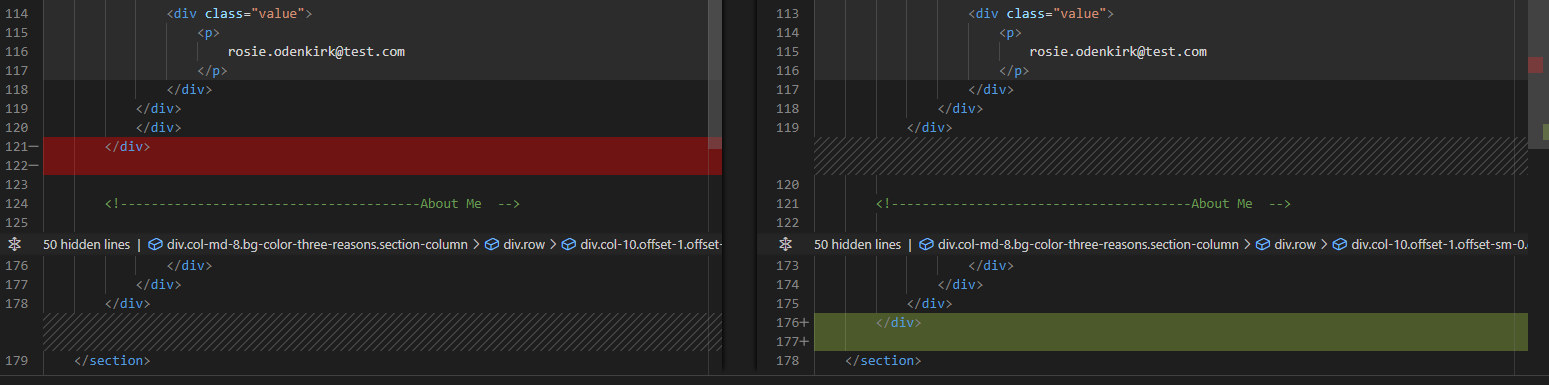 114 <div class="value">
115 <p>
116 rosie.odenkirk@test.com
117 </p>
118 </div>
119 </div>
120 </div>
121— </div>
122—
123
124 <!---------------------------------------About Me  -->
125
50 hidden lines | div.col-md-8.bg-color-three-reasons.section-column > div.row > div.col-10.offset-1.offset-
176 </div>
177 </div>
178 </div>
179 </section>
113 <div class="value">
114 <p>
115 rosie.odenkirk@test.com
116 </p>
117 </div>
118 </div>
119 </div>
120
121 <!---------------------------------------About Me  -->
122
50 hidden lines | div.col-md-8.bg-color-three-reasons.section-column > div.row > div.col-10.offset-1.offset-sm-0.
173 </div>
174 </div>
175 </div>
176+ </div>
177+
178 </section>